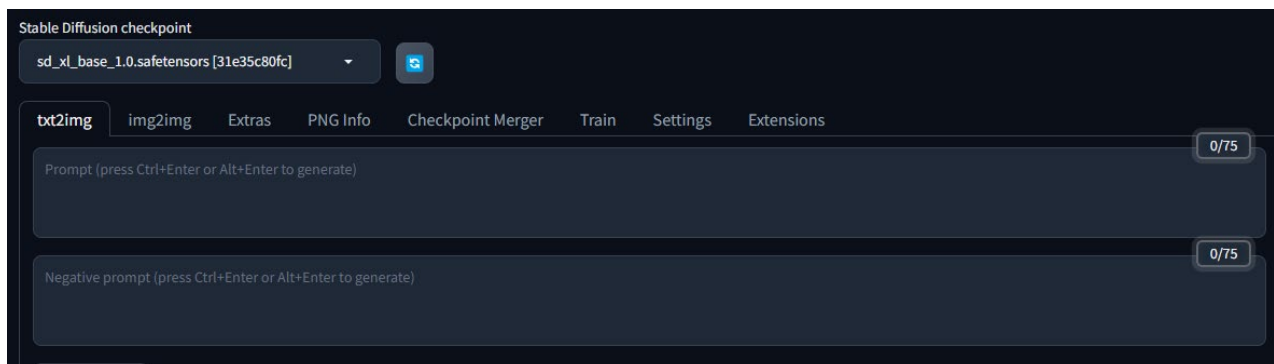 Stable Diffusion checkpoint
sd_xl_base_1.0.safetensors [31e35c80fc]
txt2img img2img Extras PNG Info Checkpoint Merger Train Settings Extensions
0/75
Prompt (press Ctrl+Enter or Alt+Enter to generate)
0/75
Negative prompt (press Ctrl+Enter or Alt+Enter to generate)